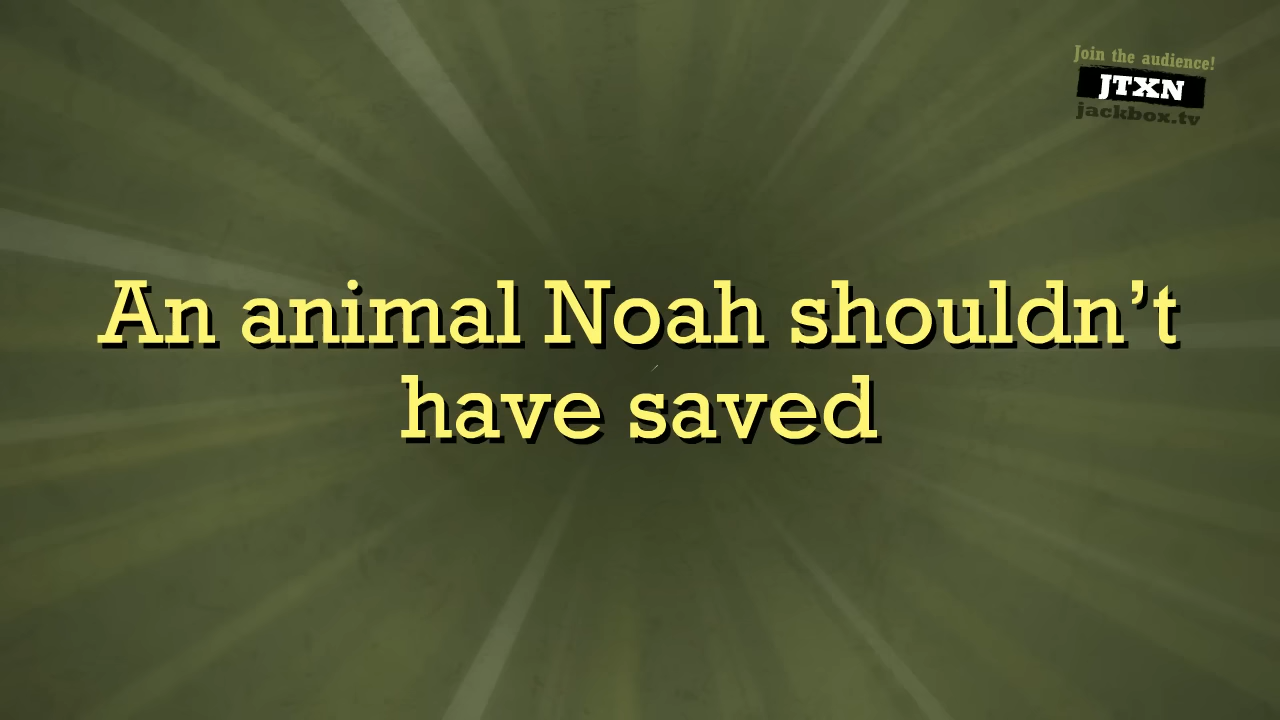 Join the audience!
JTXN
jackbox.tv
An animal Noah shouldn't
have saved